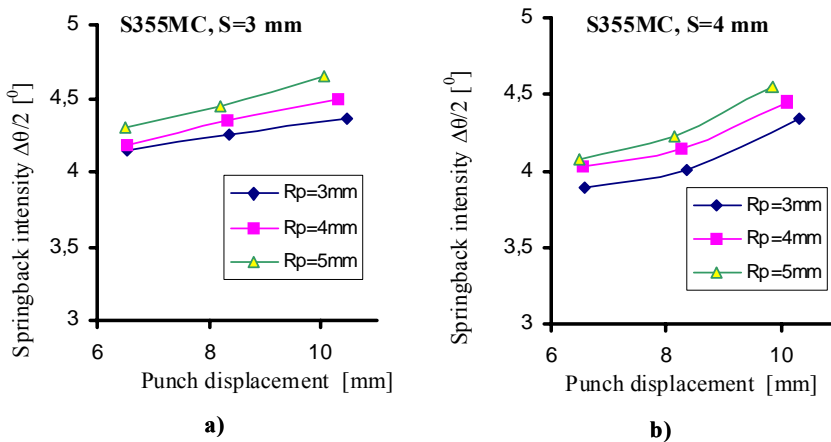 S355MC, S=3 mm
Springback intensity Δθ/2 [⁰]
5
4,5
4
3,5
3
6
8
10
Punch displacement [mm]
Rp=3mm
Rp=4mm
Rp=5mm
a)
S355MC, S=4 mm
Springback intensity Δθ/2 [⁰]
5
4,5
4
3,5
3
6
8
10
Punch displacement [mm]
Rp=3mm
Rp=4mm
Rp=5mm
b)